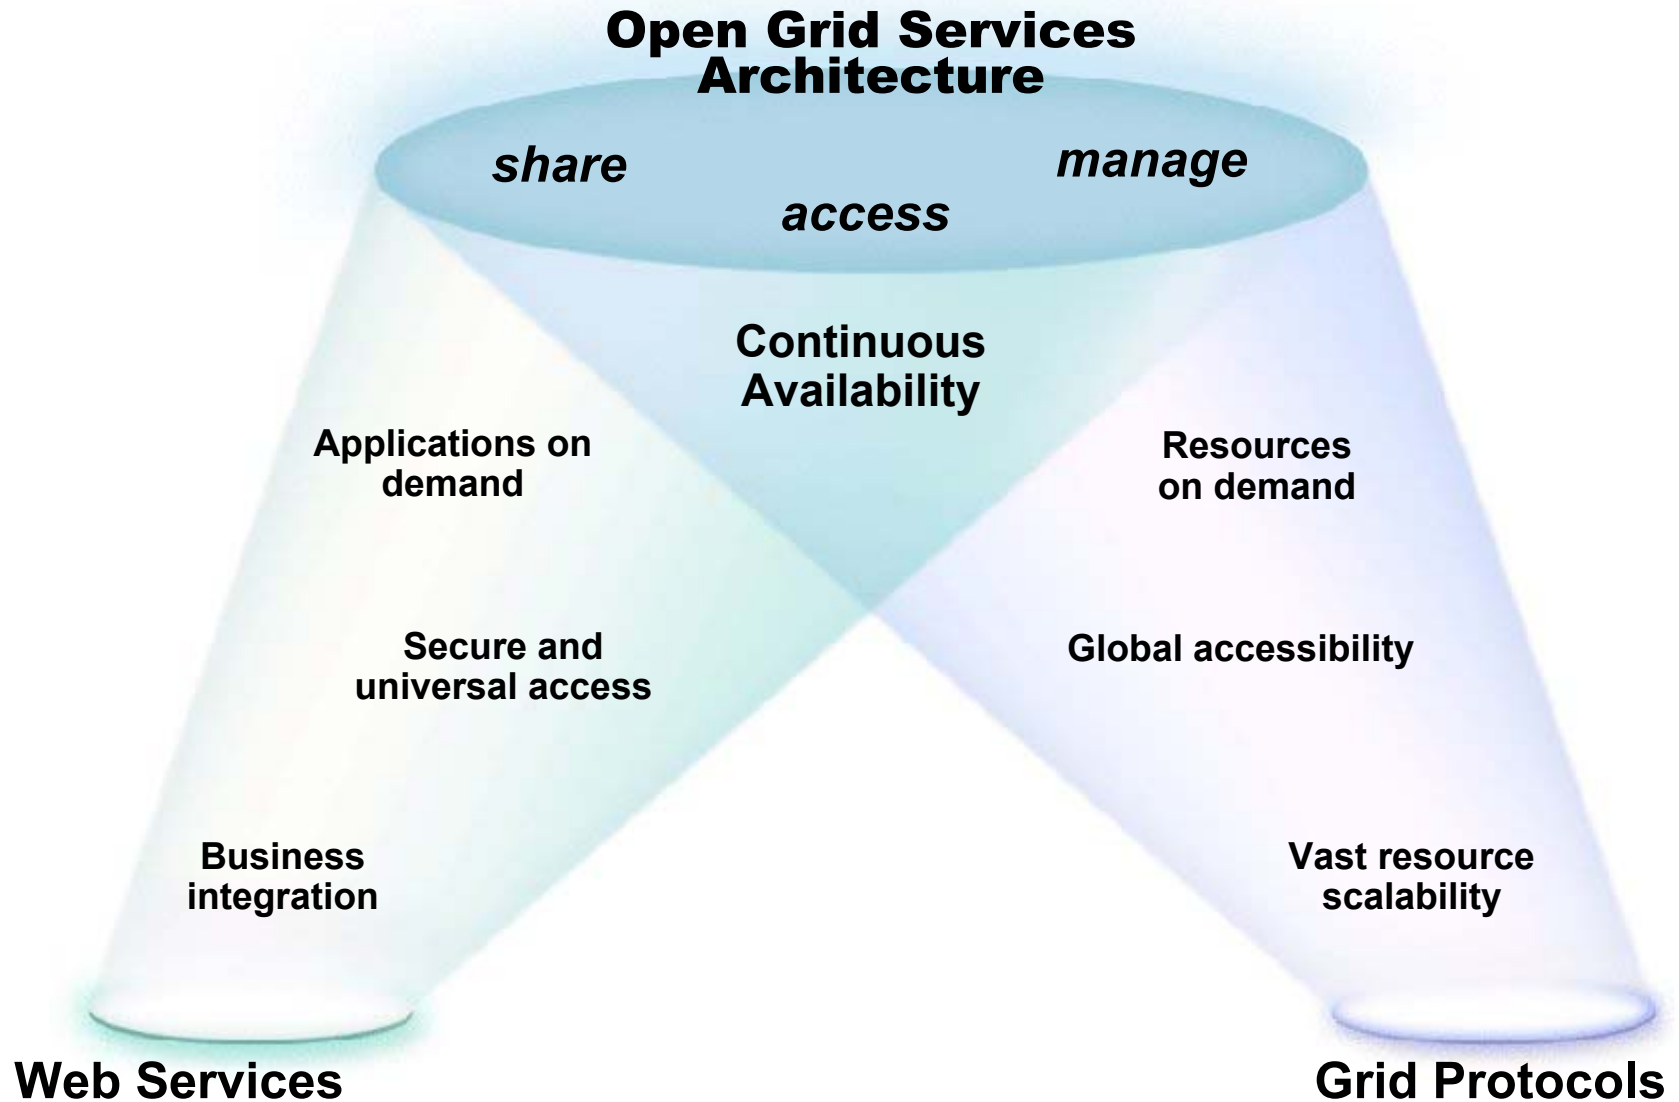 Open Grid Services
Architecture
share
manage
access
Continuous
Availability
Applications on
demand
Resources
on demand
Secure and
universal access
Global accessibility
Business
integration
Vast resource
scalability
Web Services
Grid Protocols